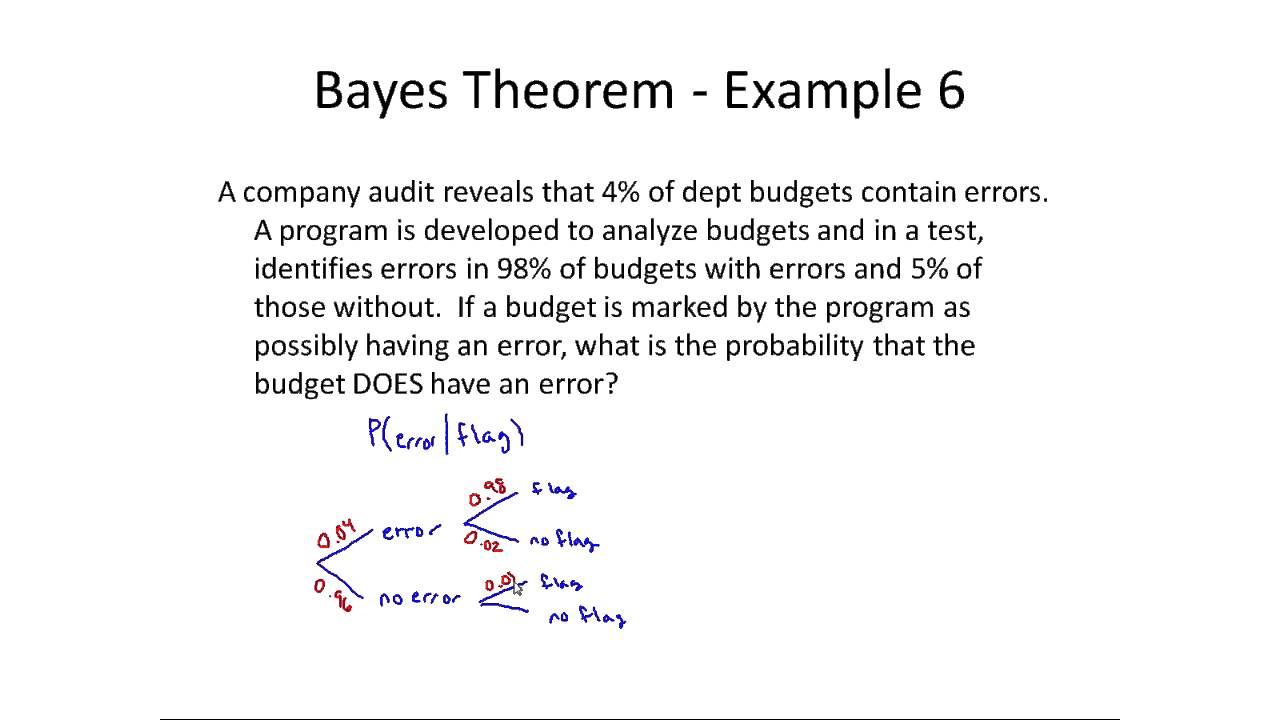 Bayes Theorem - Example 6
A company audit reveals that 4% of dept budgets contain errors.
A program is developed to analyze budgets and in a test,
identifies errors in 98% of budgets with errors and 5% of
those without. If a budget is marked by the program as
possibly having an error, what is the probability that the
budget DOES have an error?
P(error|flag)
0.98 flag
0.04 error
0.02 no flag
0.96 no error
flag
no flag